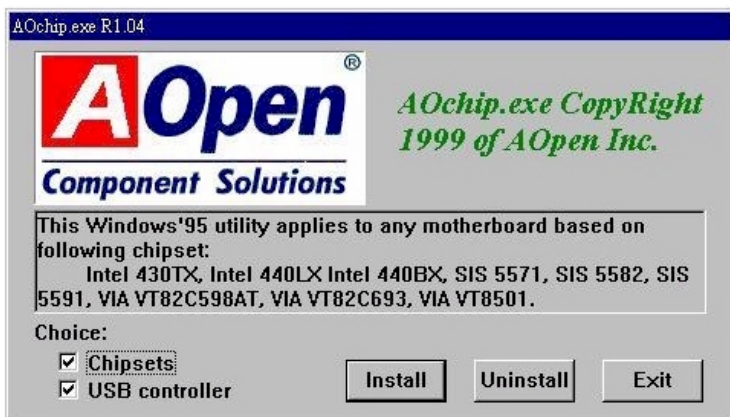 AOchip.exe R1.04
AOpen®
Component Solutions
AOchip.exe CopyRight
1999 of AOpen Inc.
This Windows'95 utility applies to any motherboard based on
following chipset:
Intel 430TX, Intel 440LX Intel 440BX, SIS 5571, SIS 5582, SIS
5591, VIA VT82C598AT, VIA VT82C693, VIA VT8501.
Choice:
Chipsets
USB controller
Install
Uninstall
Exit